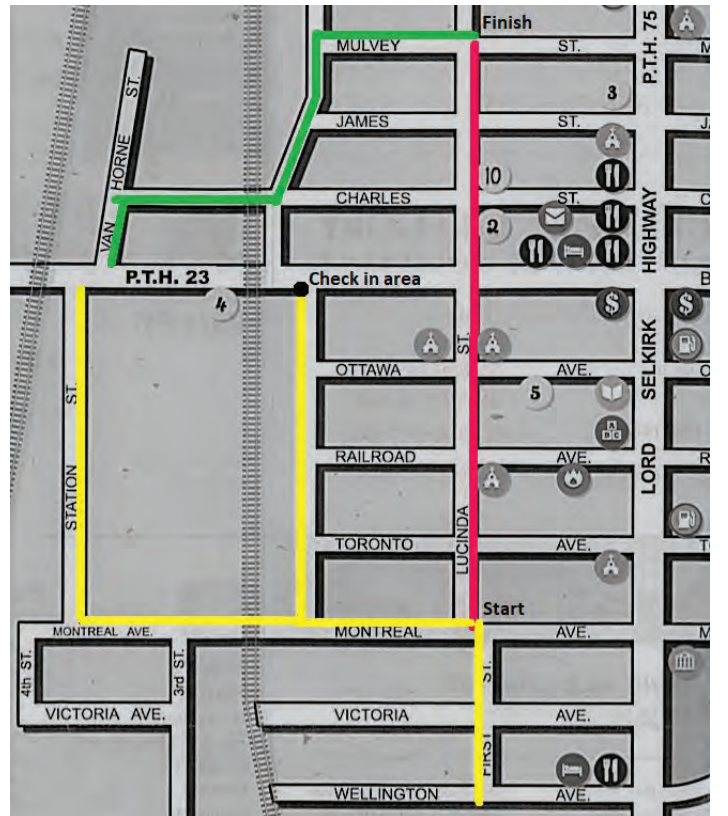 Finish
MULVEY ST.
P.T.H. 75
M
HORNE ST.
VAN
3
JAMES ST.
JA
10
CHARLES ST.
C
2
HIGHWAY
P.T.H. 23
Check in area
B
4
$
$
ST.
OTTAWA AVE.
O
SELKIRK
5
A B C
STATION ST.
RAILROAD AVE.
R
LORD
LUCINDA
TORONTO AVE.
TO
Start
MONTREAL AVE.
MONTREAL AVE.
M
4th ST.
3rd ST.
ST.
VICTORIA AVE.
VICTORIA AVE.
FIRST
WELLINGTON AVE.